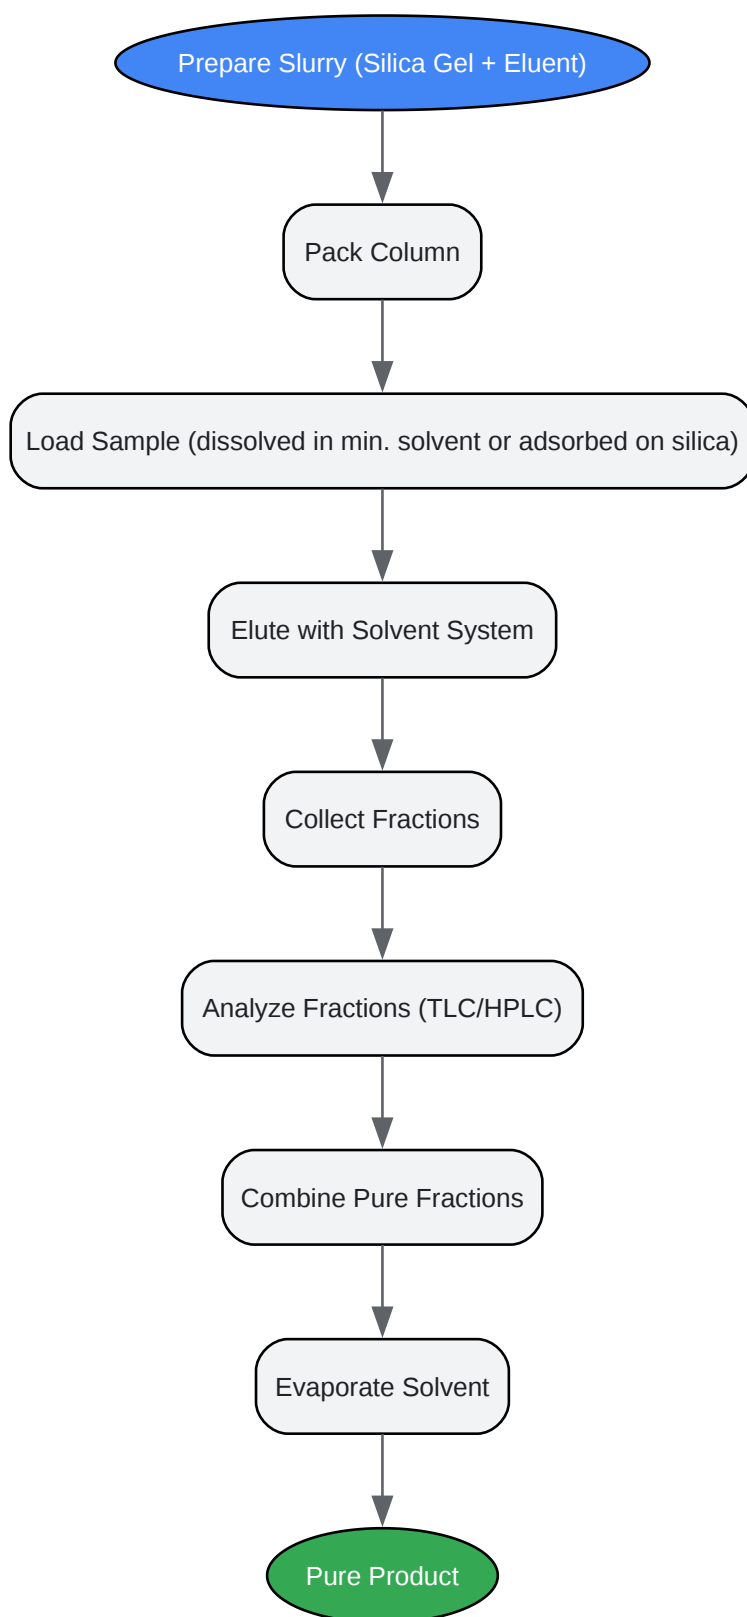 Prepare Slurry (Silica Gel + Eluent)
Pack Column
Load Sample (dissolved in min. solvent or adsorbed on silica)
Elute with Solvent System
Collect Fractions
Analyze Fractions (TLC/HPLC)
Combine Pure Fractions
Evaporate Solvent
Pure Product